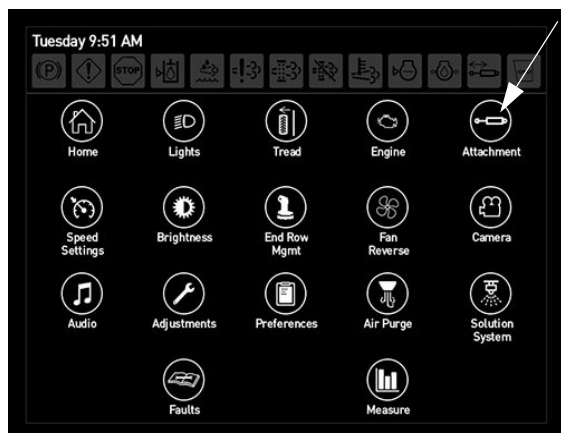 Tuesday 9:51 AM
P
STOP
Home
Lights
Tread
Engine
Attachment
Speed
Settings
Brightness
End Row
Mgmt
Fan
Reverse
Camera
Audio
Adjustments
Preferences
Air Purge
Solution
System
Faults
Measure